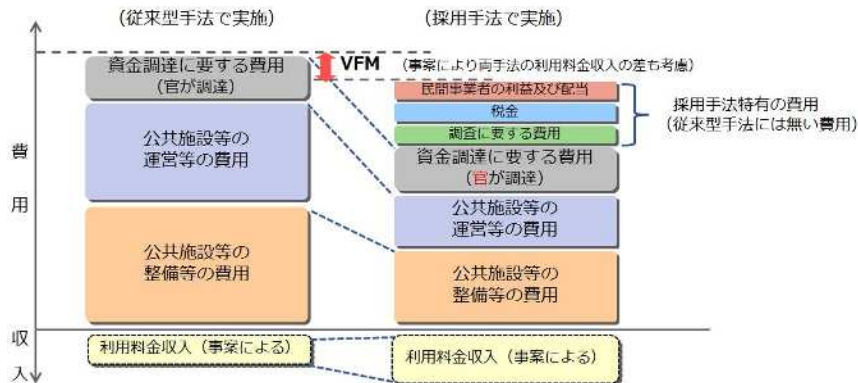 (従来型手法で実施)
(採用手法で実施)
VFM
(事案により両手法の利用料金収入の差も考慮)
資金調達に要する費用
(官が調達)
公共施設等の
運営等の費用
公共施設等の
整備等の費用
民間事業者の利益及び配当
税金
調査に要する費用
資金調達に要する費用
(官が調達)
公共施設等の
運営等の費用
公共施設等の
整備等の費用
採用手法特有の費用
(従来型手法には無い費用)
費用
収入
利用料金収入(事案による)
利用料金収入(事案による)